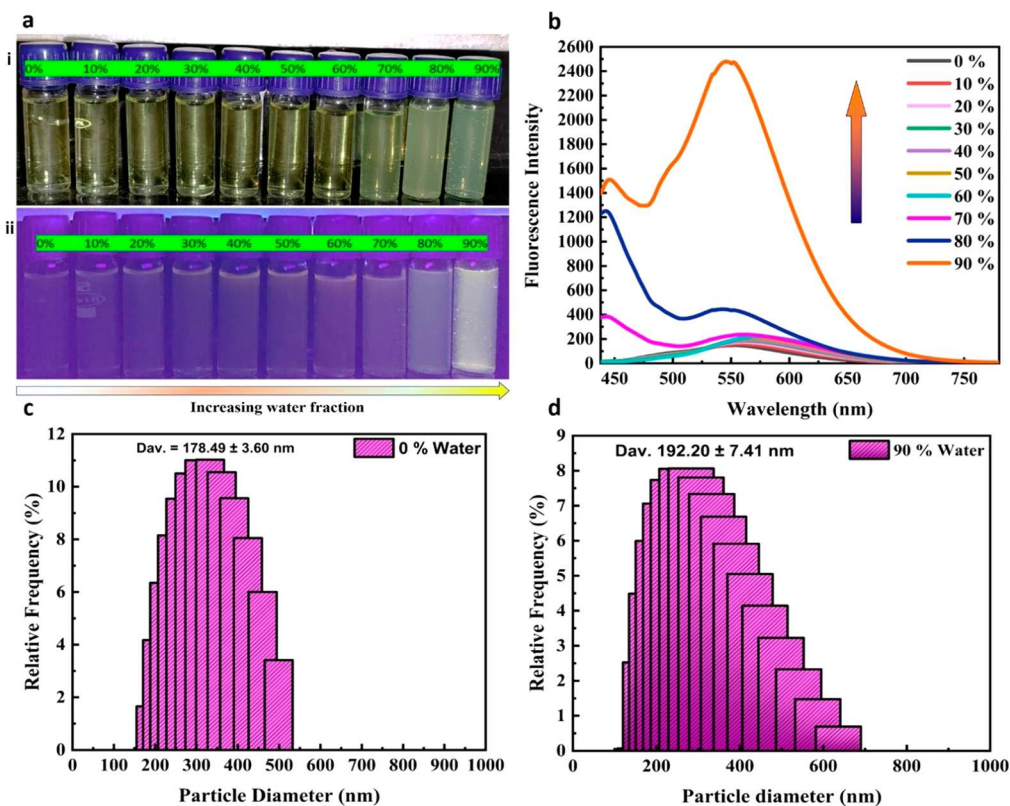 a
i
0% 10% 20% 30% 40% 50% 60% 70% 80% 90%
ii
0% 10% 20% 30% 40% 50% 60% 70% 80% 90%
Increasing water fraction
b
Fluorescence Intensity
2600
2400
2200
2000
1800
1600
1400
1200
1000
800
600
400
200
0
450 500 550 600 650 700 750
Wavelength (nm)
0 %
10 %
20 %
30 %
40 %
50 %
60 %
70 %
80 %
90 %
c
Relative Frequency (%)
12
10
8
6
4
2
0
Dav. = 178.49 ± 3.60 nm
0 % Water
0 100 200 300 400 500 600 700 800 900 1000
Particle Diameter (nm)
d
Relative Frequency (%)
9
8
7
6
5
4
3
2
1
0
Dav. 192.20 ± 7.41 nm
90 % Water
0 200 400 600 800 1000
Particle diameter (nm)